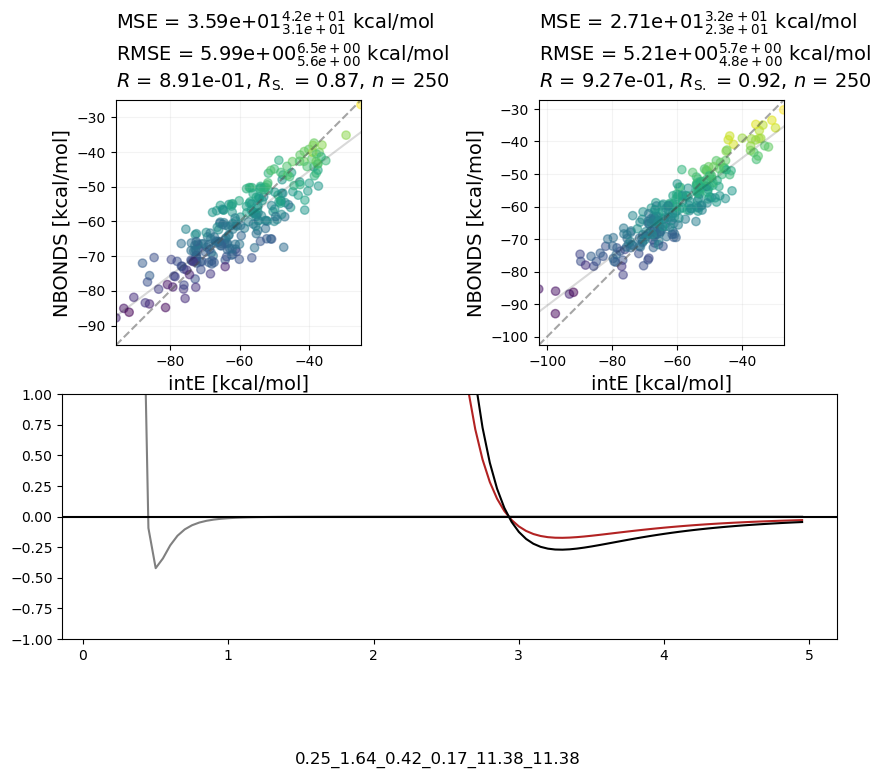 MSE = 3.59e+01$^{4.2e+01}_{3.1e+01}$ kcal/mol
RMSE = 5.99e+00$^{6.5e+00}_{5.6e+00}$ kcal/mol
R = 8.91e-01, R$_{S.}$ = 0.87, n = 250
−30
−40
−50
−60
−70
−80
−90
NBONDS [kcal/mol]
−80 −60 −40
intE [kcal/mol]
MSE = 2.71e+01$^{3.2e+01}_{2.3e+01}$ kcal/mol
RMSE = 5.21e+00$^{5.7e+00}_{4.8e+00}$ kcal/mol
R = 9.27e-01, R$_{S.}$ = 0.92, n = 250
−30
−40
−50
−60
−70
−80
−90
−100
NBONDS [kcal/mol]
−100 −80 −60 −40
intE [kcal/mol]
1.00
0.75
0.50
0.25
0.00
−0.25
−0.50
−0.75
−1.00
0 1 2 3 4 5
0.25_1.64_0.42_0.17_11.38_11.38